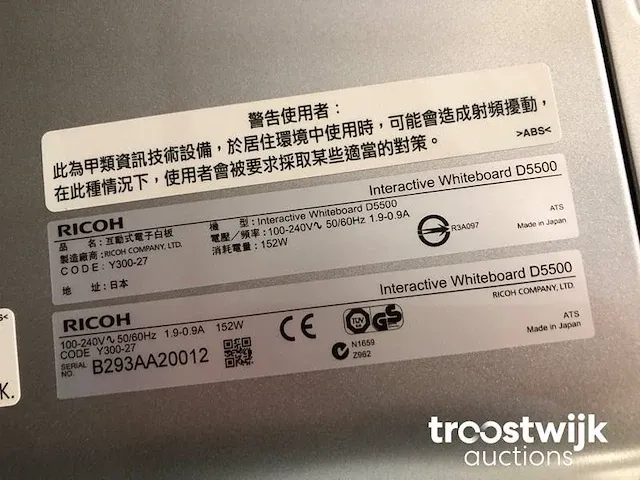 警告使用者：
此為甲類資訊技術設備，於居住環境中使用時，可能會造成射頻擾動，
在此種情況下，使用者會被要求採取某些適當的對策。
>ABS<
RICOH
Interactive Whiteboard D5500
品 名：互動式電子白板
機 型：Interactive Whiteboard D5500
製造廠商：RICOH COMPANY, LTD.
電壓／頻率：100-240V～ 50/60Hz 1.9-0.9A
CODE：Y300-27
消耗電量：152W
地 址：日本
R3A097
ATS
Made in Japan
RICOH
Interactive Whiteboard D5500
RICOH COMPANY, LTD.
100-240V～ 50/60Hz 1.9-0.9A 152W
CODE Y300-27
SERIAL NO. B293AA20012
CE
TÜV
GS
N1659
Z962
ATS
Made in Japan
K.
troostwijk
auctions